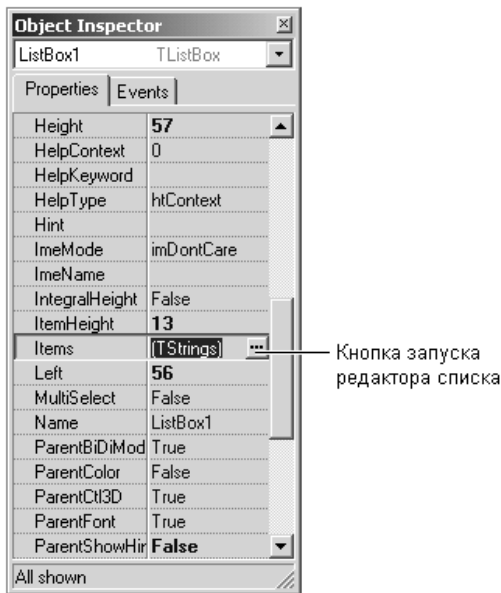 Object Inspector
ListBox1 TListBox
Properties Events
Height 57
HelpContext 0
HelpKeyword
HelpType htContext
Hint
ImeMode imDontCare
ImeName
IntegralHeight False
ItemHeight 13
Items (TStrings) ...
Left 56
MultiSelect False
Name ListBox1
ParentBiDiMod True
ParentColor False
ParentCtl3D True
ParentFont True
ParentShowHir False
All shown
Кнопка запуска
редактора списка